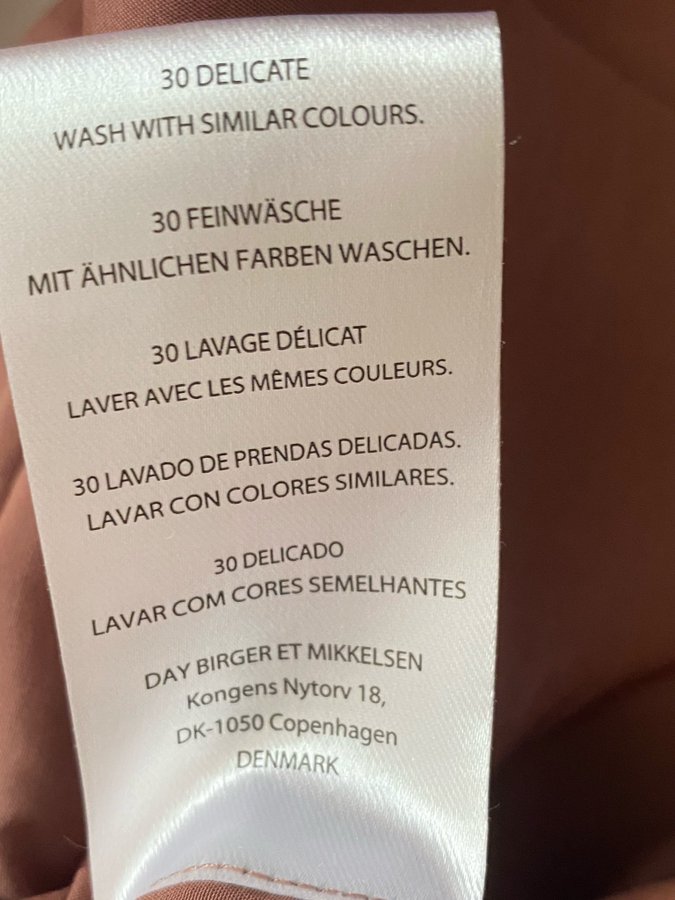 30 DELICATE
WASH WITH SIMILAR COLOURS.
30 FEINWÄSCHE
MIT ÄHNLICHEN FARBEN WASCHEN.
30 LAVAGE DÉLICAT
LAVER AVEC LES MÊMES COULEURS.
30 LAVADO DE PRENDAS DELICADAS.
LAVAR CON COLORES SIMILARES.
30 DELICADO
LAVAR COM CORES SEMELHANTES
DAY BIRGER ET MIKKELSEN
Kongens Nytorv 18,
DK-1050 Copenhagen
DENMARK